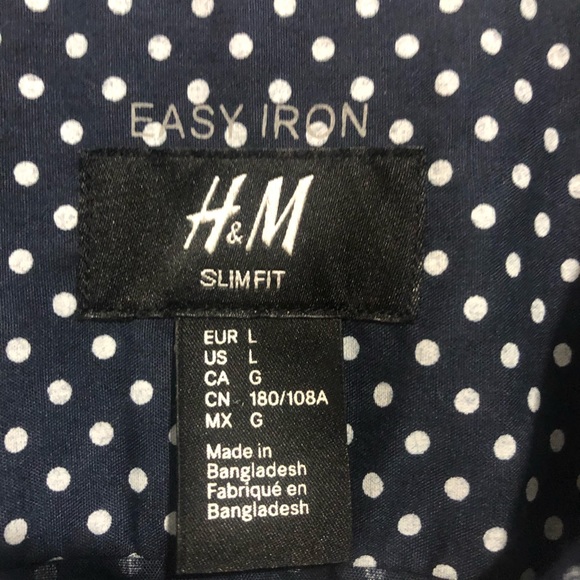 EASY IRON
H&M
SLIM FIT
EUR L
US L
CA G
CN 180/108A
MX G
Made in
Bangladesh
Fabriqué en
Bangladesh